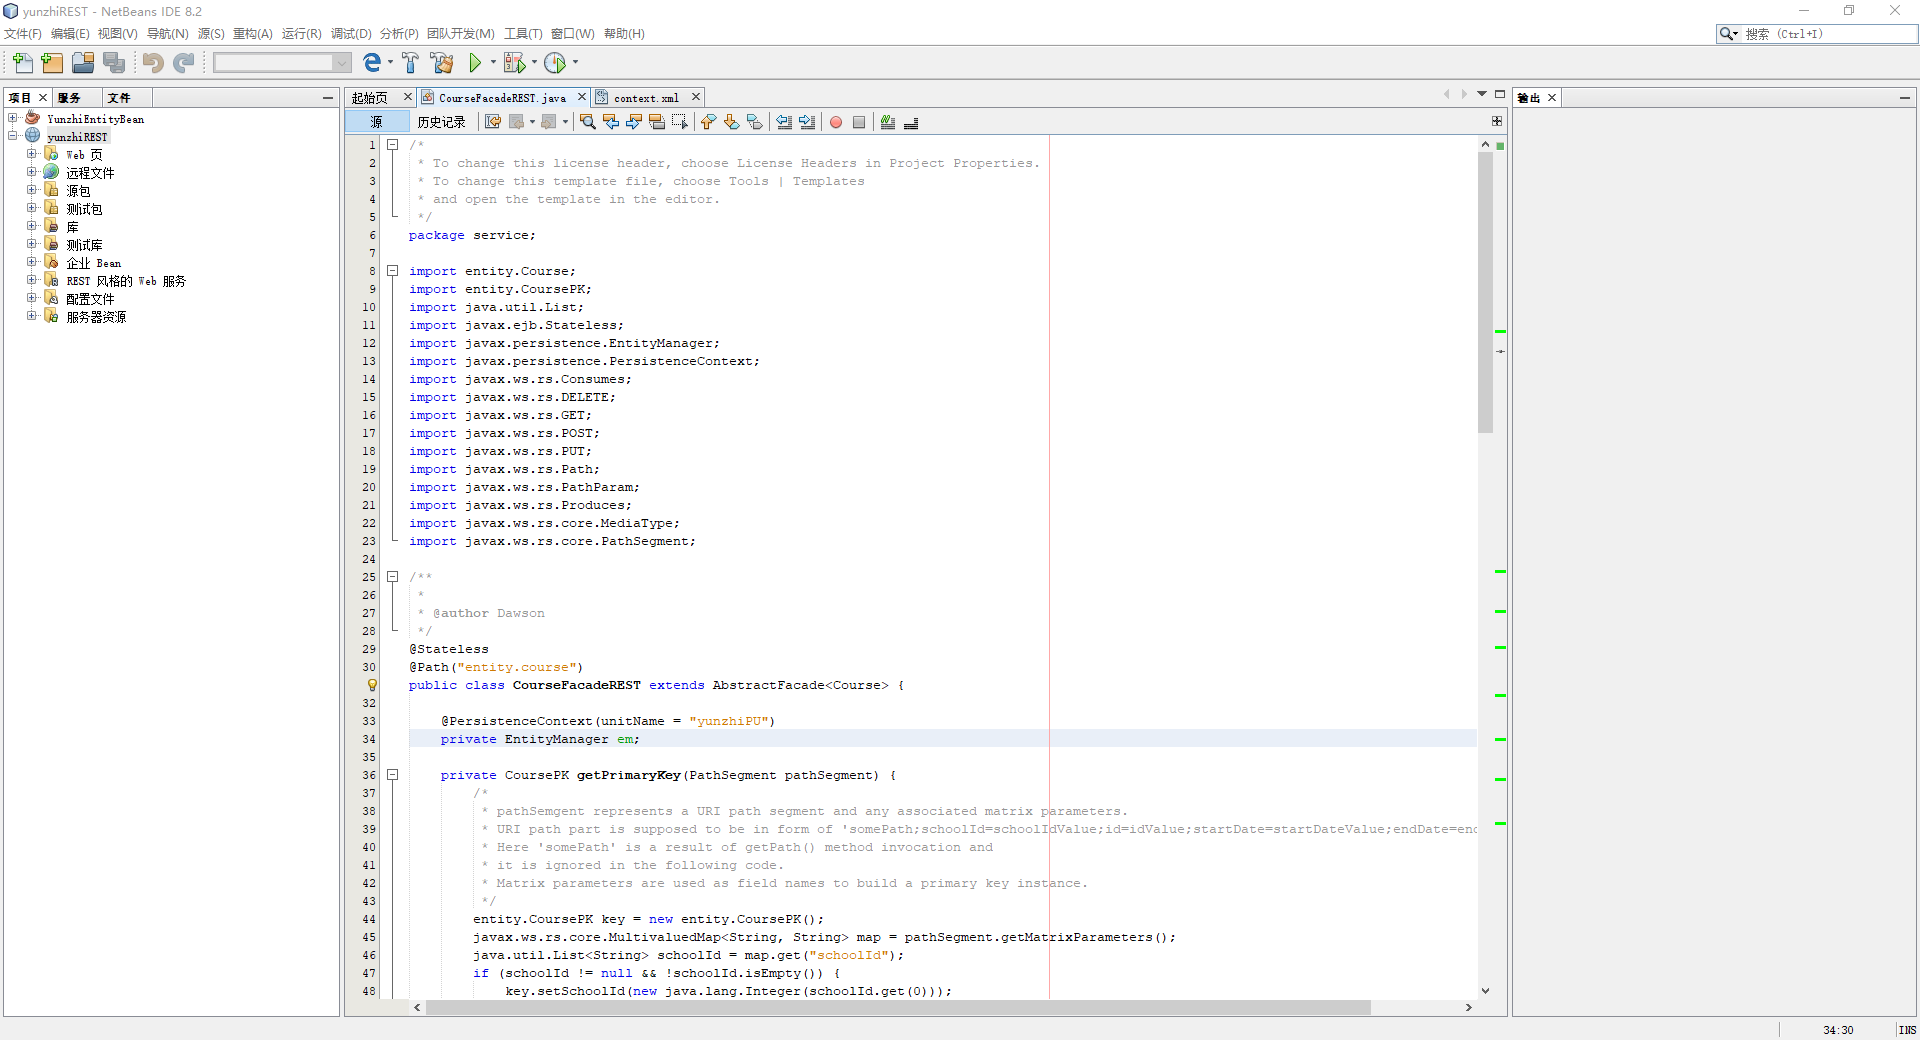 yunzhiREST - NetBeans IDE 8.2
文件(F) 编辑(E) 视图(V) 导航(N) 源(S) 重构(A) 运行(R) 调试(D) 分析(P) 团队开发(M) 工具(T) 窗口(W) 帮助(H)
搜索 (Ctrl+I)
项目 服务 文件
YunzhiEntityBean
yunzhiREST
Web 页
远程文件
源包
测试包
库
测试库
企业 Bean
REST 风格的 Web 服务
配置文件
服务器资源
起始页 CourseFacadeREST.java context.xml
源 历史记录
1 /*
2 * To change this license header, choose License Headers in Project Properties.
3 * To change this template file, choose Tools | Templates
4 * and open the template in the editor.
5 */
6 package service;
7
8 import entity.Course;
9 import entity.CoursePK;
10 import java.util.List;
11 import javax.ejb.Stateless;
12 import javax.persistence.EntityManager;
13 import javax.persistence.PersistenceContext;
14 import javax.ws.rs.Consumes;
15 import javax.ws.rs.DELETE;
16 import javax.ws.rs.GET;
17 import javax.ws.rs.POST;
18 import javax.ws.rs.PUT;
19 import javax.ws.rs.Path;
20 import javax.ws.rs.PathParam;
21 import javax.ws.rs.Produces;
22 import javax.ws.rs.core.MediaType;
23 import javax.ws.rs.core.PathSegment;
24
25 /**
26 *
27 * @author Dawson
28 */
29 @Stateless
30 @Path("entity.course")
public class CourseFacadeREST extends AbstractFacade<Course> {
32
33 @PersistenceContext(unitName = "yunzhiPU")
34 private EntityManager em;
35
36 private CoursePK getPrimaryKey(PathSegment pathSegment) {
37 /*
38 * pathSemgent represents a URI path segment and any associated matrix parameters.
39 * URI path part is supposed to be in form of 'somePath;schoolId=schoolIdValue;id=idValue;startDate=startDateValue;endDate=end
40 * Here 'somePath' is a result of getPath() method invocation and
41 * it is ignored in the following code.
42 * Matrix parameters are used as field names to build a primary key instance.
43 */
44 entity.CoursePK key = new entity.CoursePK();
45 javax.ws.rs.core.MultivaluedMap<String, String> map = pathSegment.getMatrixParameters();
46 java.util.List<String> schoolId = map.get("schoolId");
47 if (schoolId != null && !schoolId.isEmpty()) {
48 key.setSchoolId(new java.lang.Integer(schoolId.get(0)));
输出
34:30 INS